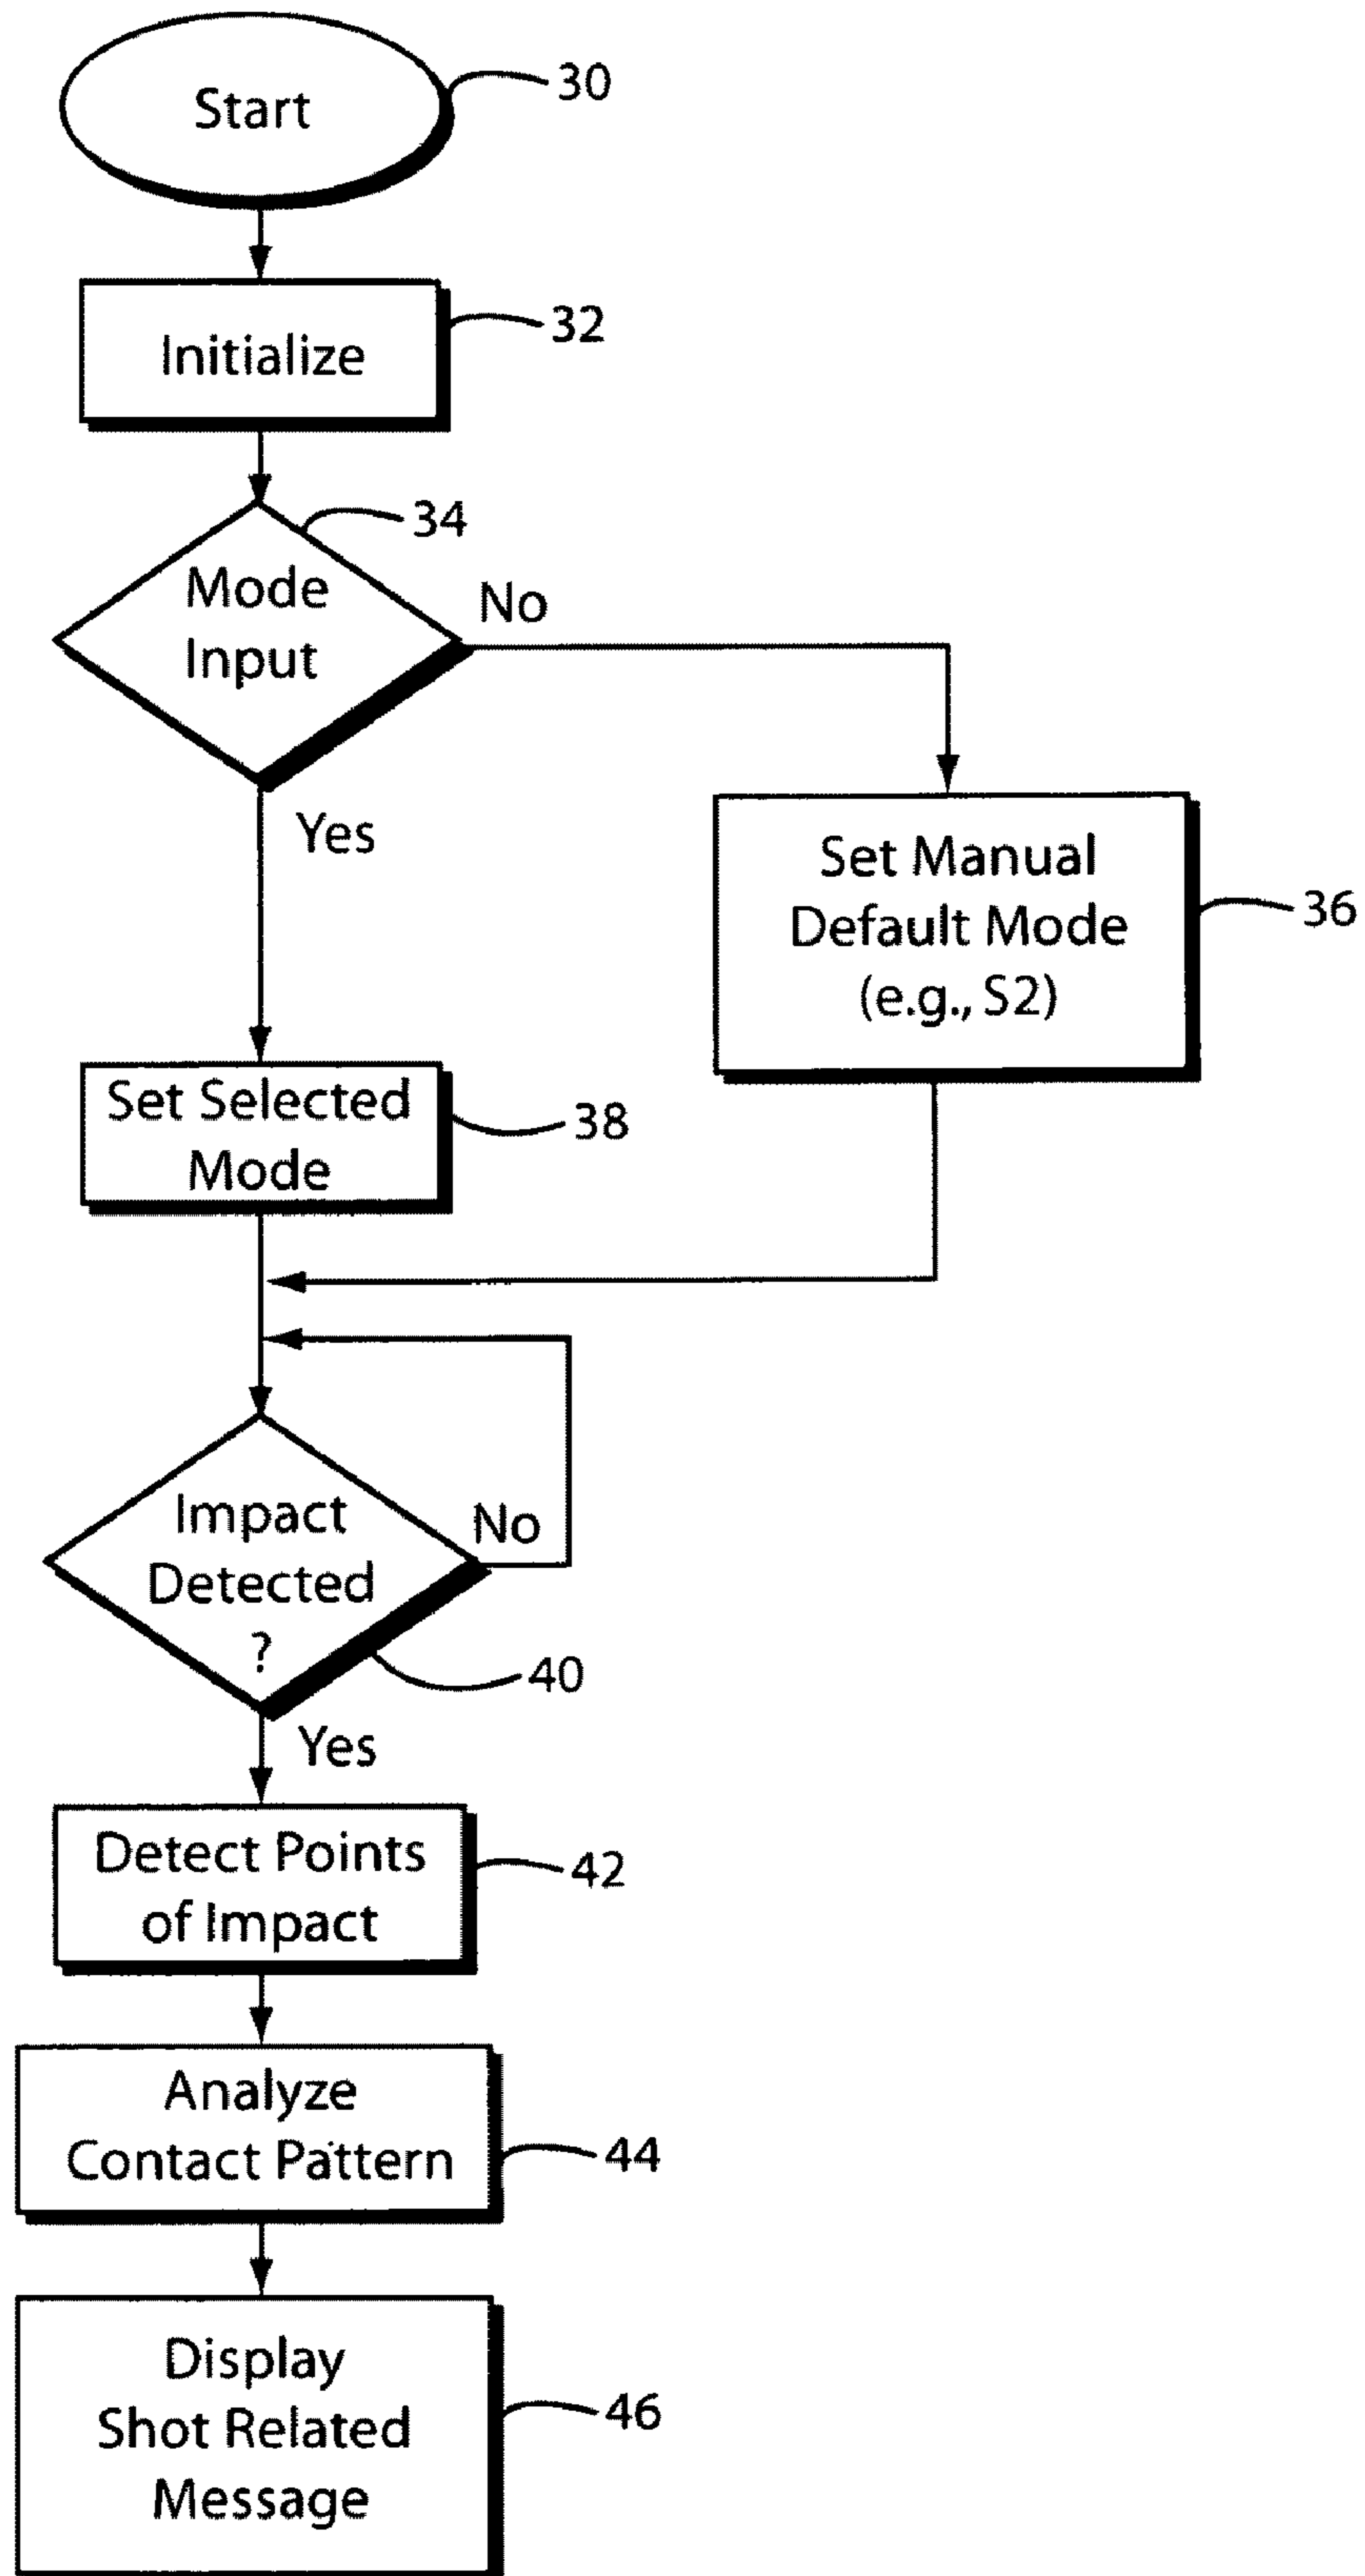 Start
30
Initialize
32
34
Mode
Input
No
Yes
Set Manual
Default Mode
(e.g., S2)
36
Set Selected
Mode
38
Impact
Detected
?
No
40
Yes
Detect Points
of Impact
42
Analyze
Contact Pattern
44
Display
Shot Related
Message
46